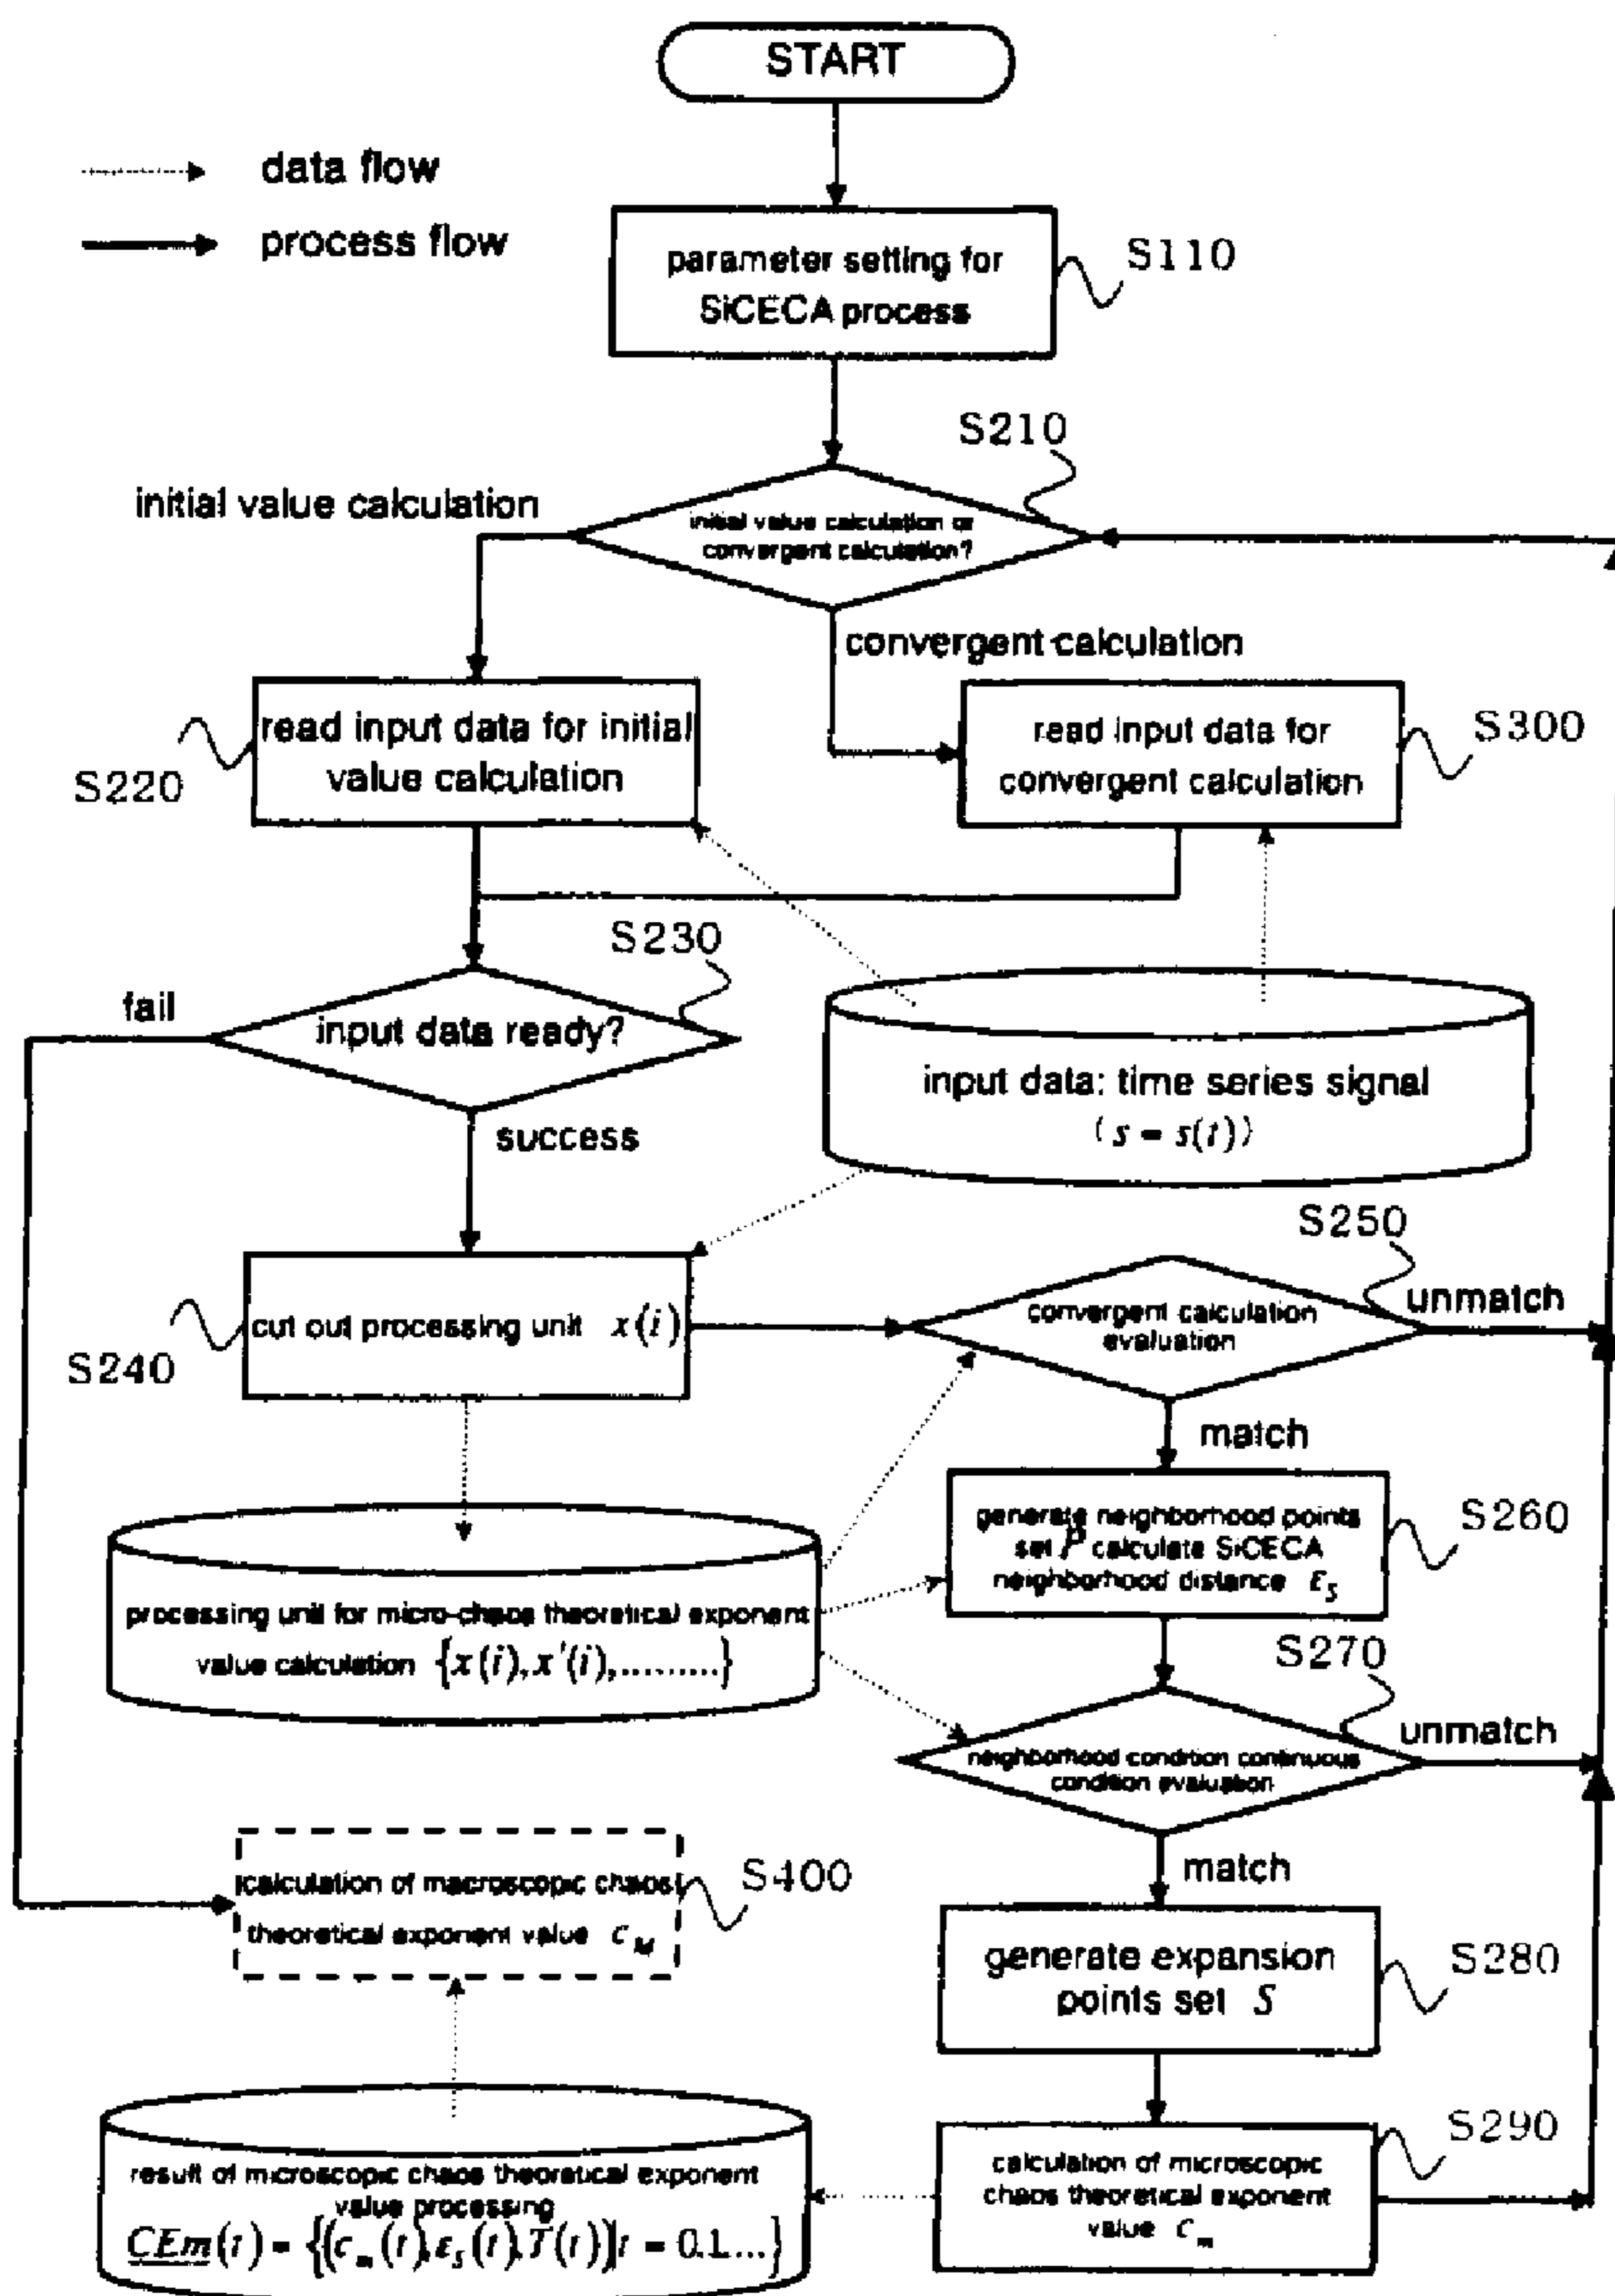 START
data flow
process flow
parameter setting for
SiCECA process
S110
S210
initial value calculation
initial value calculation or
convergent calculation?
convergent calculation
read input data for initial
value calculation
S220
read input data for
convergent calculation
S300
S230
fail
input data ready?
success
input data: time series signal
(s = s(t))
S250
cut out processing unit x(i)
S240
convergent calculation
evaluation
unmatch
match
generate neighborhood points
set P calculate SiCECA
neighborhood distance ε_S
S260
processing unit for micro-chaos theoretical exponent
value calculation {x(i), x'(i), .........}
S270
neighborhood condition continuous
condition evaluation
unmatch
match
calculation of macroscopic chaos
theoretical exponent value c_M
S400
generate expansion
points set S
S280
S290
calculation of microscopic
chaos theoretical exponent
value c_m
result of microscopic chaos theoretical exponent
value processing
CEm(t) = {(c_m(t), ε_S(t), T(t))|t = 0.1....}